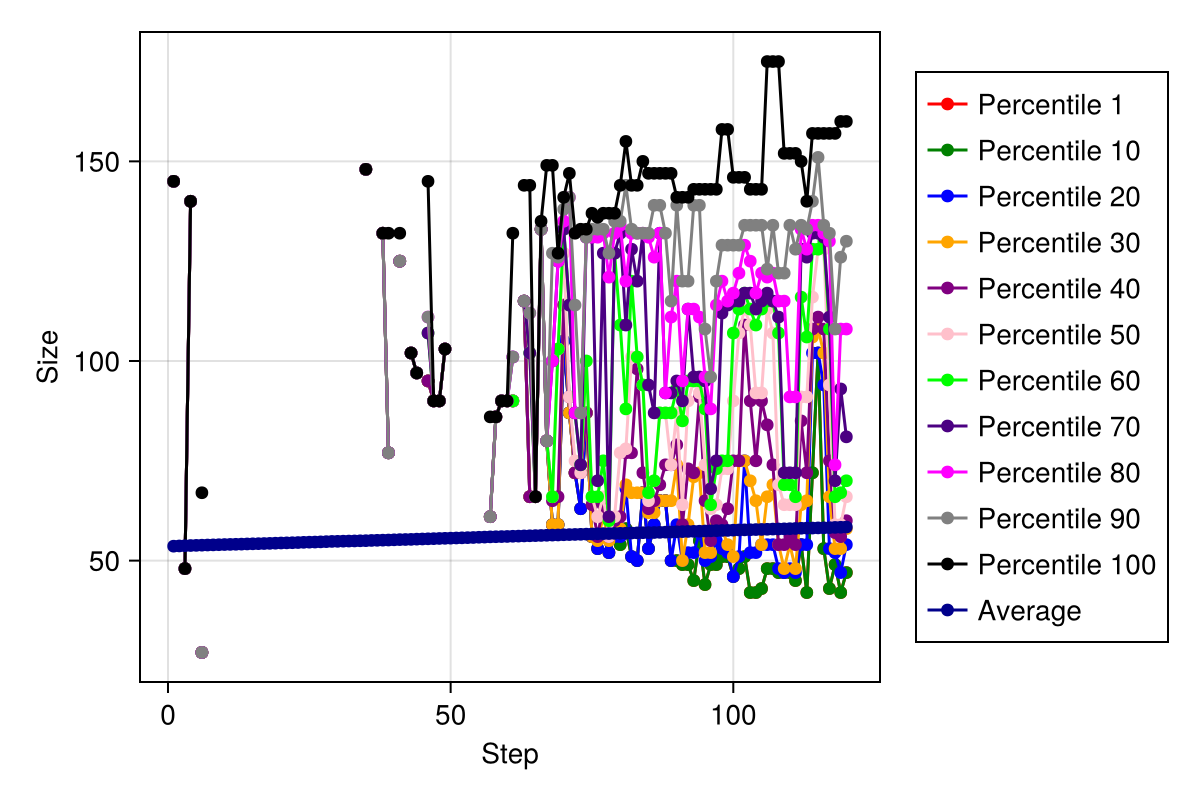 150
100
50
Size
0
50
100
Step
Percentile 1
Percentile 10
Percentile 20
Percentile 30
Percentile 40
Percentile 50
Percentile 60
Percentile 70
Percentile 80
Percentile 90
Percentile 100
Average